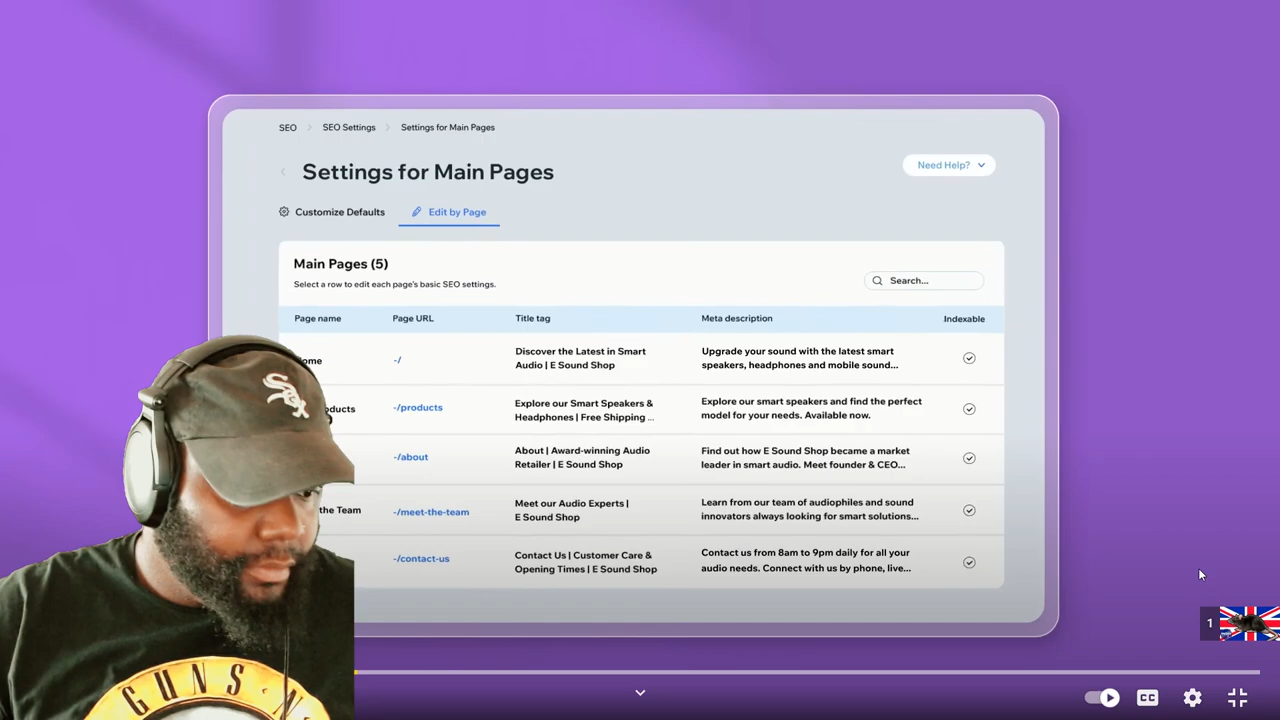 SEO > SEO Settings > Settings for Main Pages
Settings for Main Pages
Need Help?
Customize Defaults
Edit by Page
Main Pages (5)
Select a row to edit each page's basic SEO settings.
Search...
Page name Page URL Title tag Meta description Indexable
ome -/ Discover the Latest in Smart Upgrade your sound with the latest smart
Audio | E Sound Shop speakers, headphones and mobile sound...
oducts -/products Explore our Smart Speakers & Explore our smart speakers and find the perfect
Headphones | Free Shipping ... model for your needs. Available now.
-/about About | Award-winning Audio Find out how E Sound Shop became a market
Retailer | E Sound Shop leader in smart audio. Meet founder & CEO...
the Team -/meet-the-team Meet our Audio Experts | Learn from our team of audiophiles and sound
E Sound Shop innovators always looking for smart solutions...
-/contact-us Contact Us | Customer Care & Contact us from 8am to 9pm daily for all your
Opening Times | E Sound Shop audio needs. Connect with us by phone, live...
Sox
GUNS N
1
CC